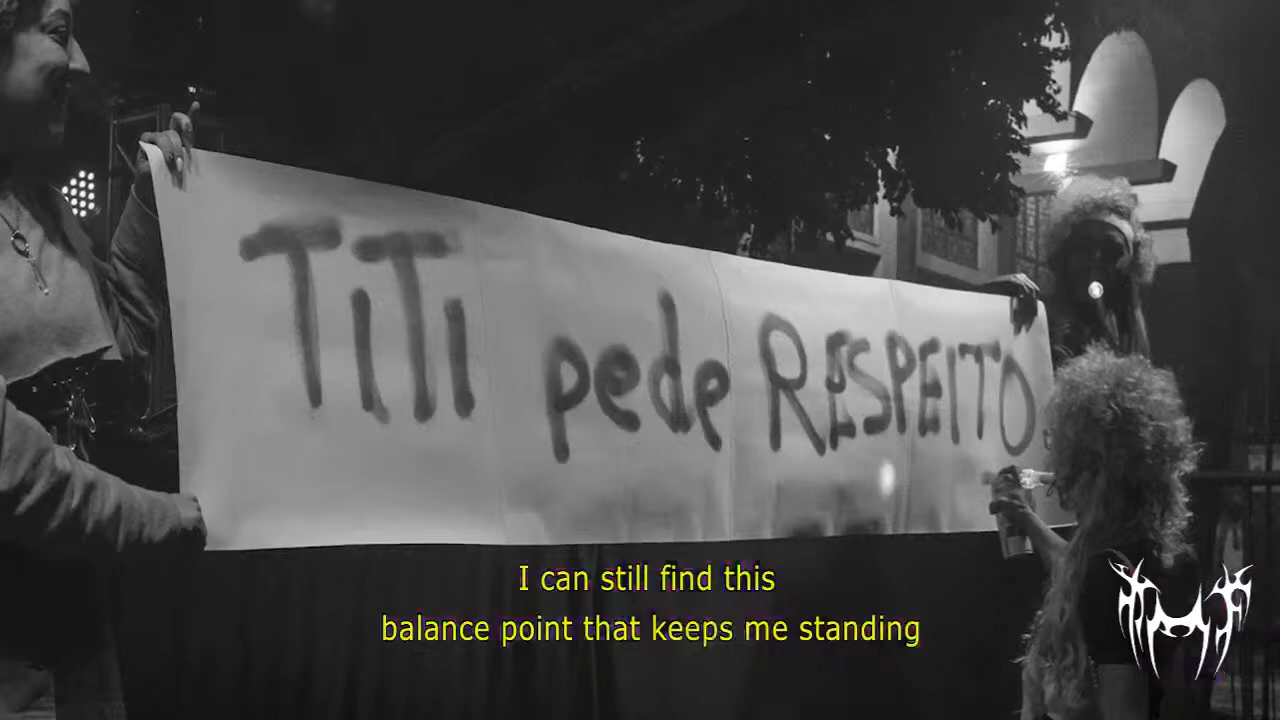 TiTi pede RESPEITO
I can still find this
balance point that keeps me standing